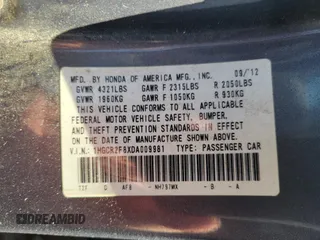 MFD. BY HONDA OF AMERICA MFG., INC. 09/12
GVWR 4321LBS GAWR F 2315LBS R 2050LBS
GVWR 1960KG GAWR F 1050KG R 930KG
THIS VEHICLE CONFORMS TO ALL APPLICABLE
FEDERAL MOTOR VEHICLE SAFETY, BUMPER,
AND THEFT PREVENTION STANDARDS IN EFFECT ON
THE DATE OF MANUFACTURE SHOWN ABOVE.
V.I.N.: 1HGCR2F8XDA009981 TYPE: PASSENGER CAR
AF9 NH797MX - B - A
DREAMBID